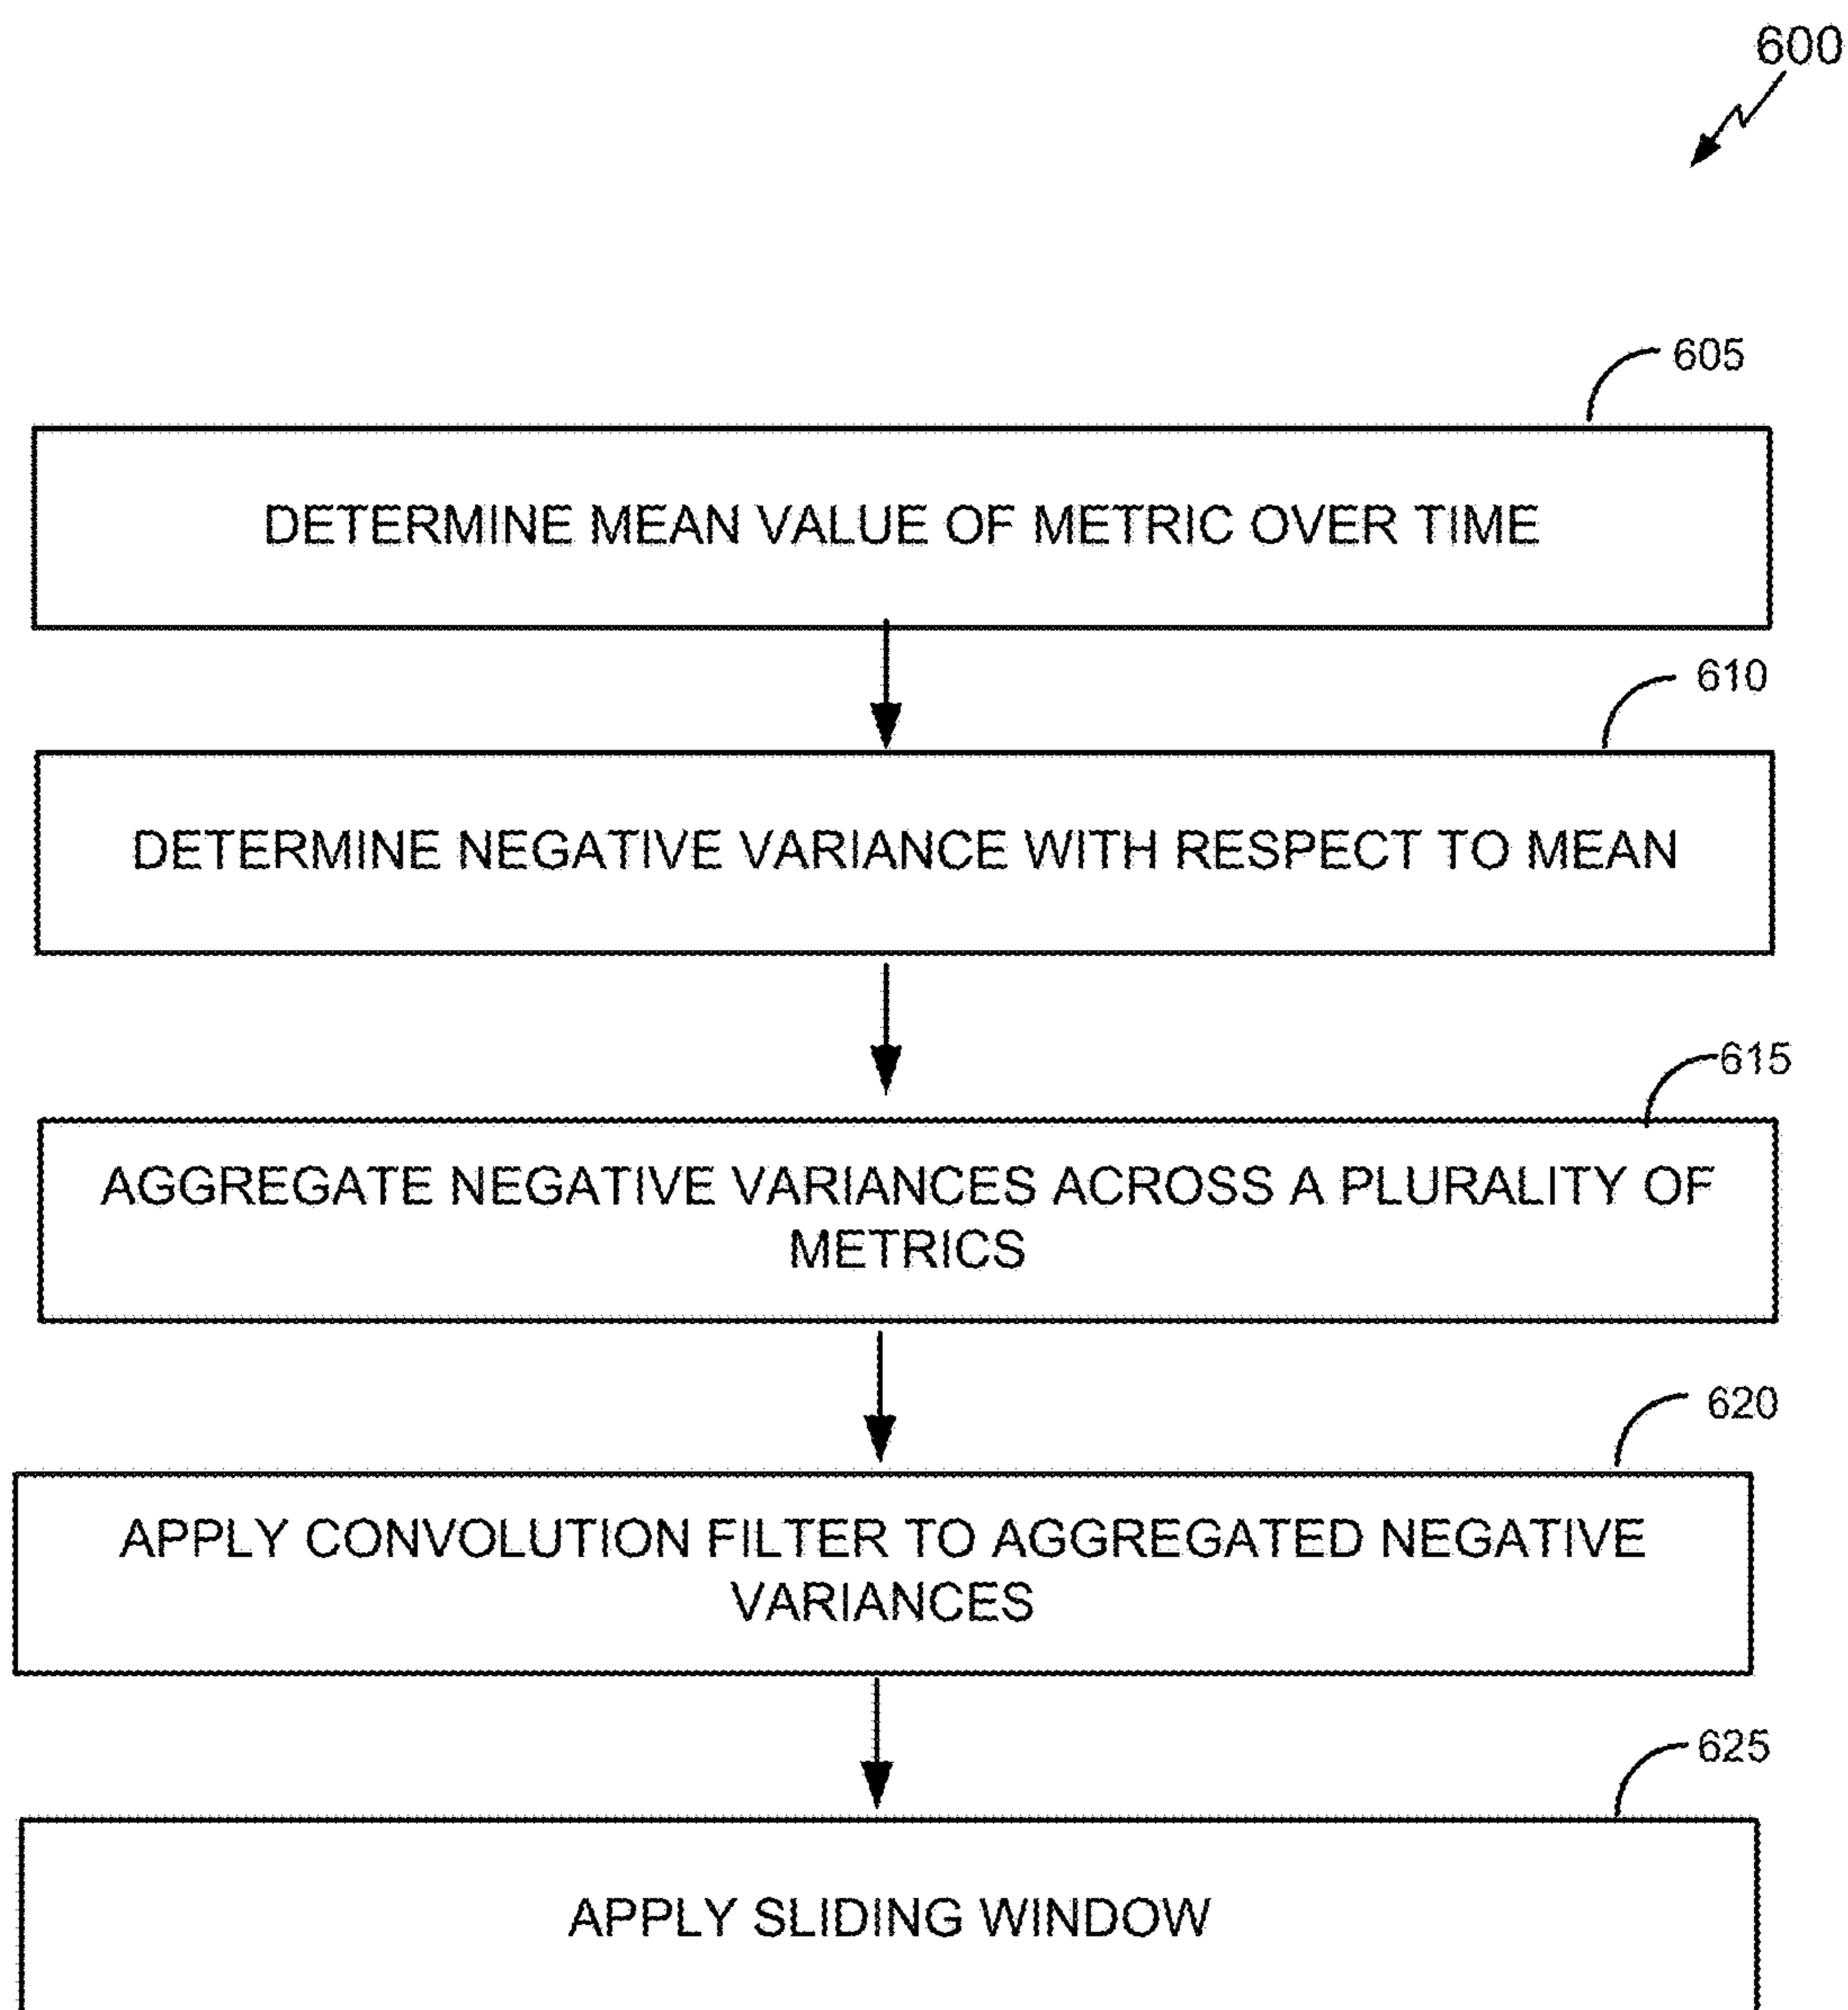 600
605
DETERMINE MEAN VALUE OF METRIC OVER TIME
610
DETERMINE NEGATIVE VARIANCE WITH RESPECT TO MEAN
615
AGGREGATE NEGATIVE VARIANCES ACROSS A PLURALITY OF
METRICS
620
APPLY CONVOLUTION FILTER TO AGGREGATED NEGATIVE
VARIANCES
625
APPLY SLIDING WINDOW